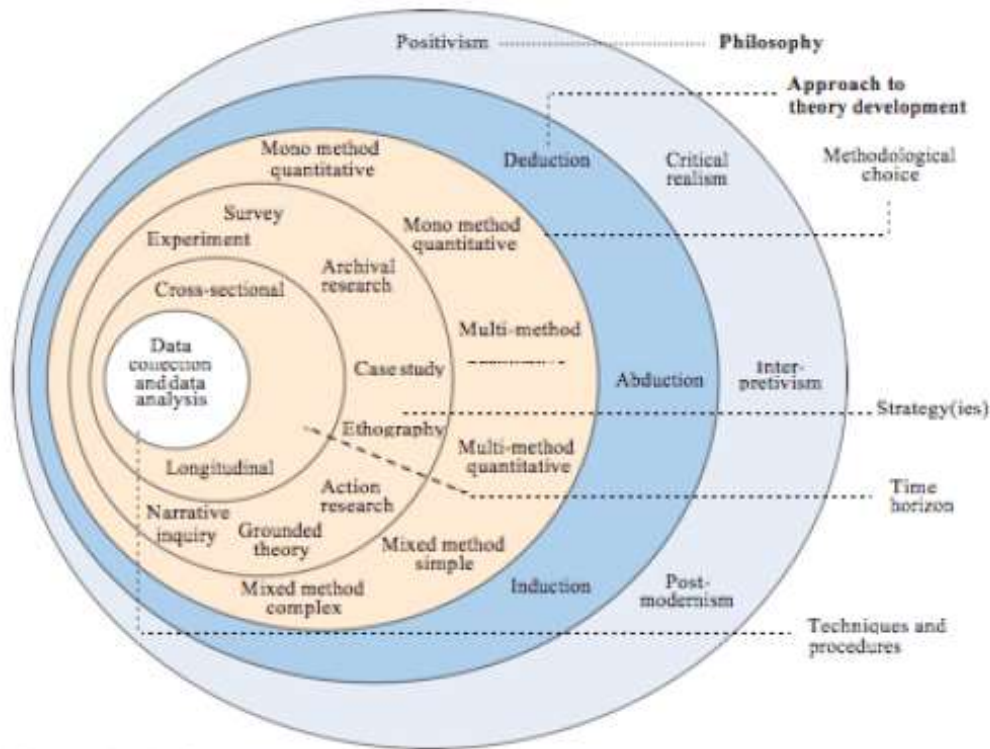 Positivism
Philosophy
Approach to
theory development
Mono method
quantitative
Deduction
Critical
realism
Methodological
choice
Survey
Experiment
Mono method
quantitative
Archival
research
Cross-sectional
Multi-method
Data
collection
and data
analysis
Case study
Abduction
Inter-
pretivism
Strategy(ies)
Ethography
Multi-method
quantitative
Longitudinal
Time
horizon
Action
research
Narrative
inquiry
Grounded
theory
Mixed method
simple
Mixed method
complex
Induction
Post-
modernism
Techniques and
procedures